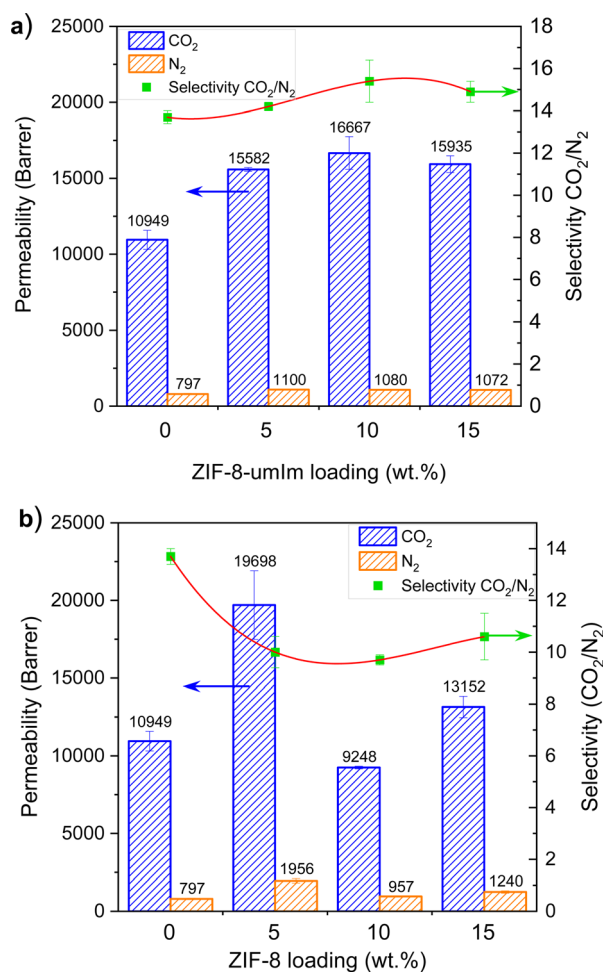 a)
25000
20000
15000
10000
5000
0
Permeability (Barrer)
CO₂
N₂
Selectivity CO₂/N₂
10949
797
15582
1100
16667
1080
15935
1072
18
16
14
12
10
8
6
4
2
0
Selectivity CO₂/N₂
0 5 10 15
ZIF-8-umIm loading (wt.%)
b)
25000
20000
15000
10000
5000
0
Permeability (Barrer)
CO₂
N₂
Selectivity CO₂/N₂
10949
797
19698
1956
9248
957
13152
1240
14
12
10
8
6
4
2
0
Selectivity (CO₂/N₂)
0 5 10 15
ZIF-8 loading (wt.%)